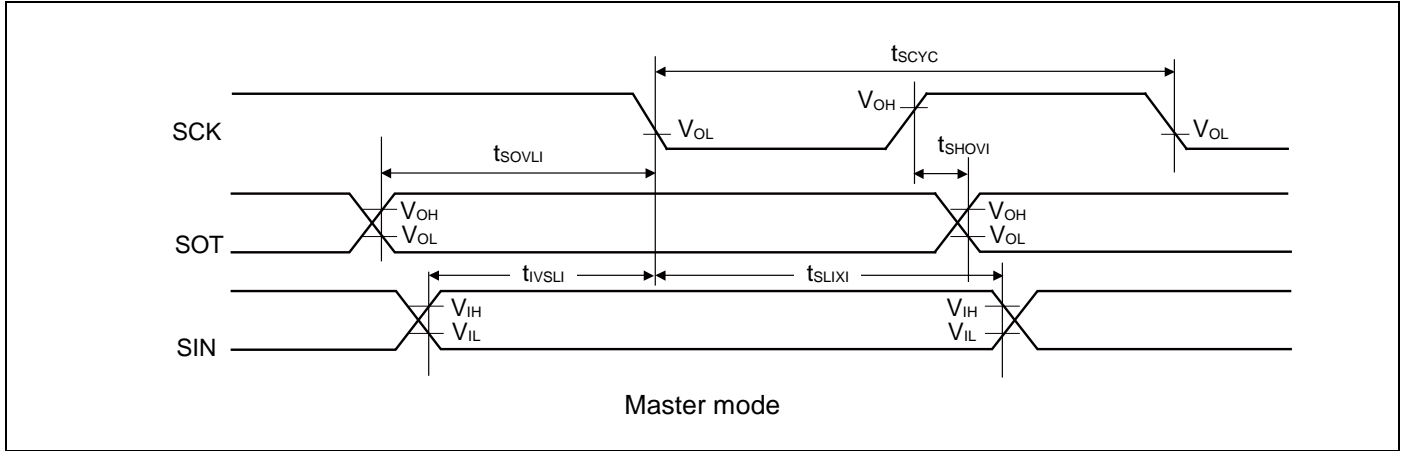 tSCYC
SCK
VOH
VOL
VOL
tSOVLI
tSHOVI
SOT
VOH
VOL
VOH
VOL
tIVSLI
tSLIXI
SIN
VIH
VIL
VIH
VIL
Master mode